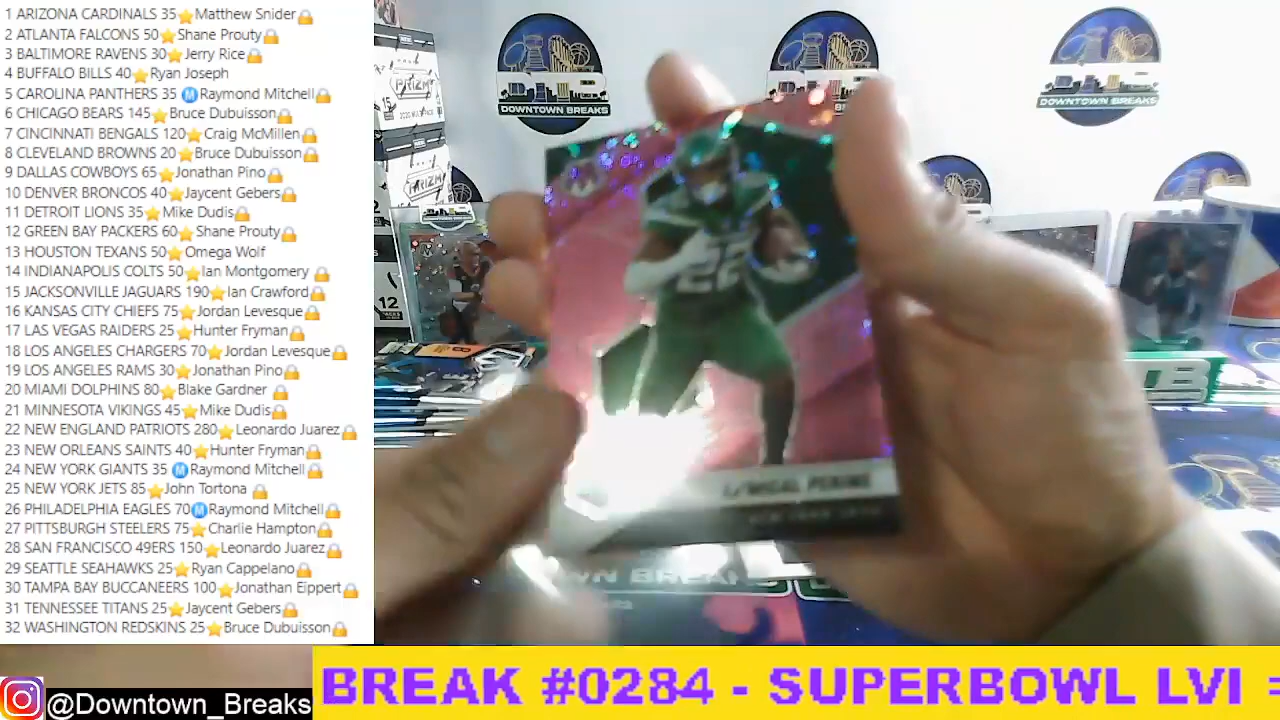 1 ARIZONA CARDINALS 35⭐Matthew Snider🔒
2 ATLANTA FALCONS 50⭐Shane Prouty🔒
3 BALTIMORE RAVENS 30⭐Jerry Rice🔒
4 BUFFALO BILLS 40⭐Ryan Joseph
5 CAROLINA PANTHERS 35 Ⓜ️Raymond Mitchell🔒
6 CHICAGO BEARS 145⭐Bruce Dubuisson🔒
7 CINCINNATI BENGALS 120⭐Craig McMillen🔒
8 CLEVELAND BROWNS 20⭐Bruce Dubuisson🔒
9 DALLAS COWBOYS 65⭐Jonathan Pino🔒
10 DENVER BRONCOS 40⭐Jaycent Gebers🔒
11 DETROIT LIONS 35⭐Mike Dudis🔒
12 GREEN BAY PACKERS 60⭐Shane Prouty🔒
13 HOUSTON TEXANS 50⭐Omega Wolf
14 INDIANAPOLIS COLTS 50⭐Ian Montgomery 🔒
15 JACKSONVILLE JAGUARS 190⭐Ian Crawford🔒
16 KANSAS CITY CHIEFS 75⭐Jordan Levesque🔒
17 LAS VEGAS RAIDERS 25⭐Hunter Fryman🔒
18 LOS ANGELES CHARGERS 70⭐Jordan Levesque🔒
19 LOS ANGELES RAMS 30⭐Jonathan Pino🔒
20 MIAMI DOLPHINS 80⭐Blake Gardner 🔒
21 MINNESOTA VIKINGS 45⭐Mike Dudis🔒
22 NEW ENGLAND PATRIOTS 280⭐Leonardo Juarez🔒
23 NEW ORLEANS SAINTS 40⭐Hunter Fryman🔒
24 NEW YORK GIANTS 35 Ⓜ️Raymond Mitchell🔒
25 NEW YORK JETS 85⭐John Tortona 🔒
26 PHILADELPHIA EAGLES 70Ⓜ️Raymond Mitchell🔒
27 PITTSBURGH STEELERS 75⭐Charlie Hampton🔒
28 SAN FRANCISCO 49ERS 150⭐Leonardo Juarez🔒
29 SEATTLE SEAHAWKS 25⭐Ryan Cappelano🔒
30 TAMPA BAY BUCCANEERS 100⭐Jonathan Eippert🔒
31 TENNESSEE TITANS 25⭐Jaycent Gebers🔒
32 WASHINGTON REDSKINS 25⭐Bruce Dubuisson🔒
DOWNTOWN BREAKS
DOWNTOWN BREAKS
PRIZM
PRIZM
12
22
PERINE
@Downtown_Breaks
BREAK #0284 - SUPERBOWL LVI =